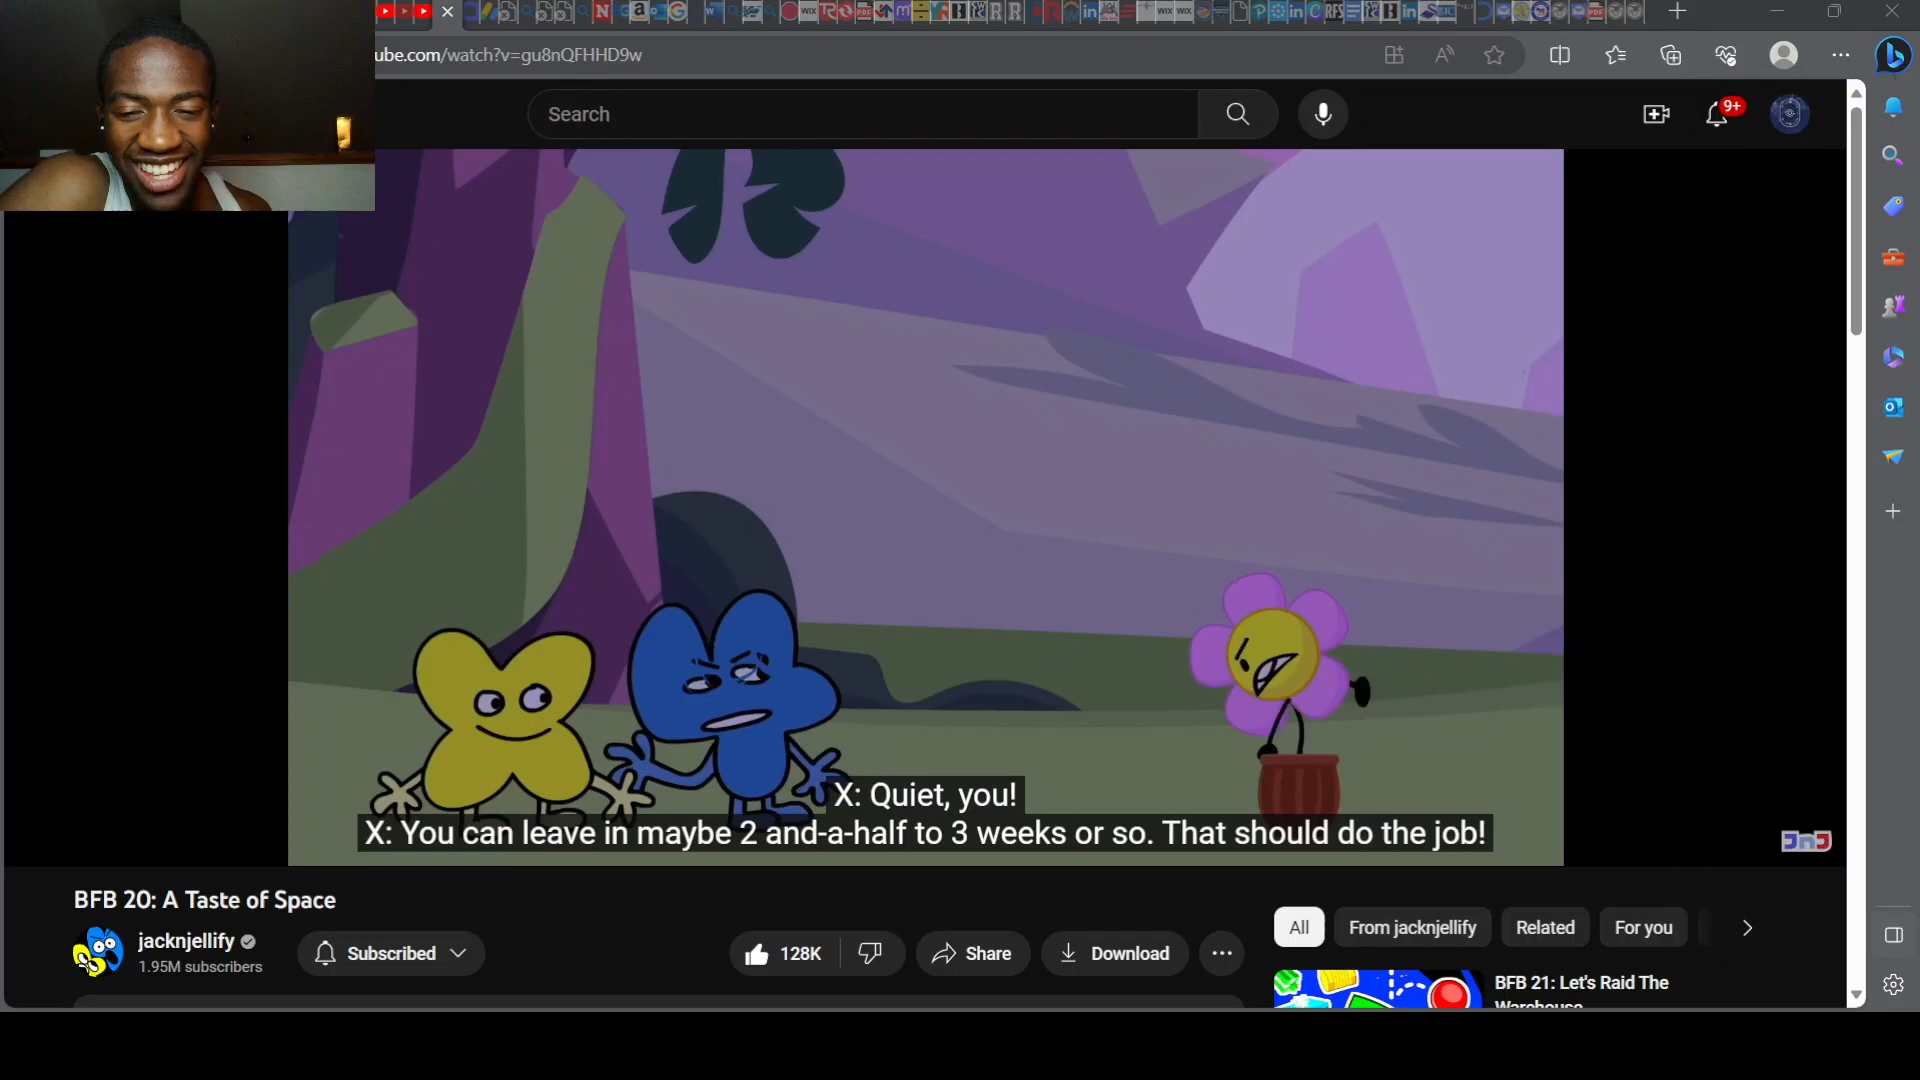 ube.com/watch?v=gu8nQFHHD9w
Search
9+
X: Quiet, you!
X: You can leave in maybe 2 and-a-half to 3 weeks or so. That should do the job!
BFB 20: A Taste of Space
jacknjellify
1.95M subscribers
Subscribed
128K
Share
Download
All
From jacknjellify
Related
For you
BFB 21: Let's Raid The
Warehouse